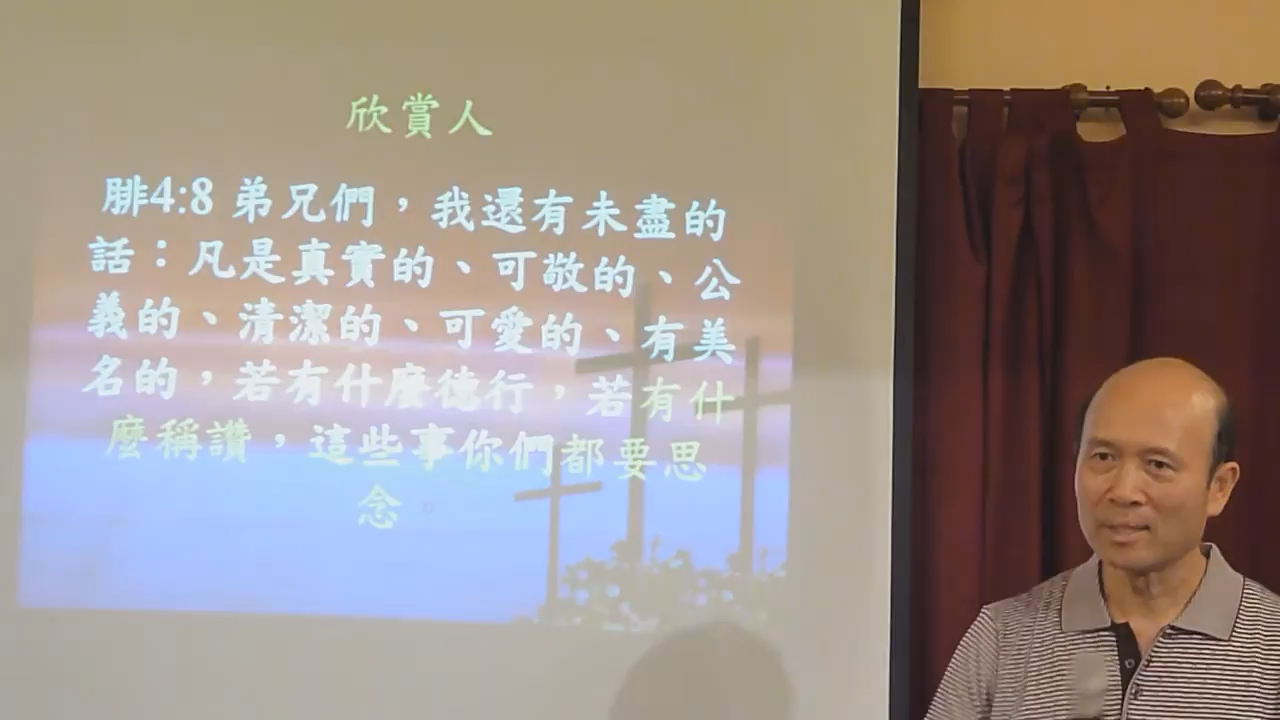 欣賞人
腓4:8 弟兄們，我還有未盡的
話：凡是真實的、可敬的、公
義的、清潔的、可愛的、有美
名的，若有什麼德行，若有什
麼稱讚，這些事你們都要思
念。